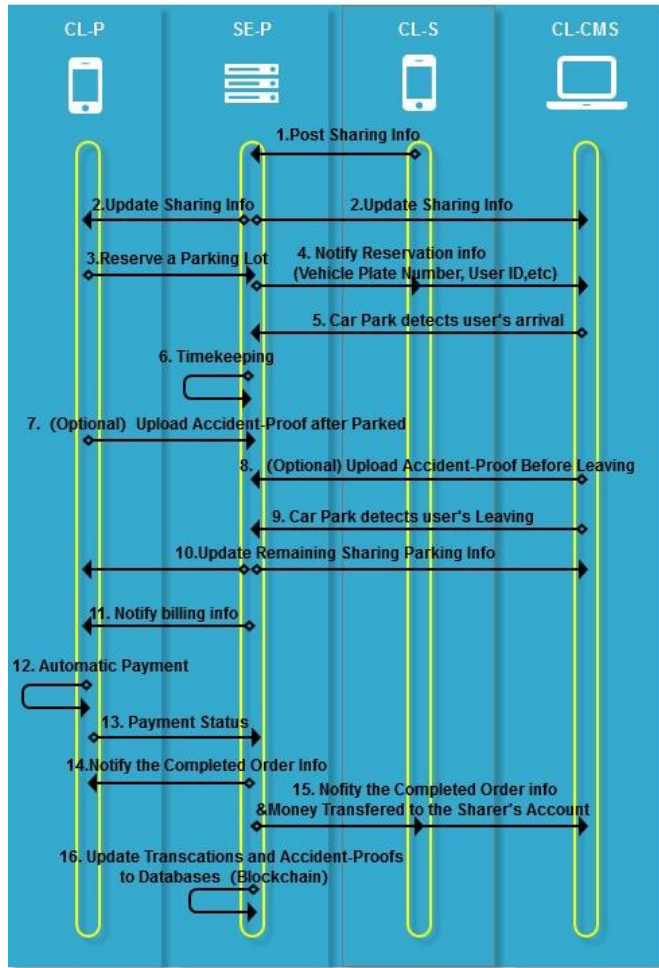 CL-P SE-P CL-S CL-CMS
1.Post Sharing Info
2.Update Sharing Info 2.Update Sharing Info
3.Reserve a Parking Lot
4. Notify Reservation info
(Vehicle Plate Number, User ID,etc)
5. Car Park detects user's arrival
6. Timekeeping
7. (Optional) Upload Accident-Proof after Parked
8. (Optional) Upload Accident-Proof Before Leaving
9. Car Park detects user's Leaving
10.Update Remaining Sharing Parking Info
11. Notify billing info
12. Automatic Payment
13. Payment Status
14.Notify the Completed Order Info
15. Nofity the Completed Order info
&Money Transfered to the Sharer's Account
16. Update Transcations and Accident-Proofs
to Databases (Blockchain)